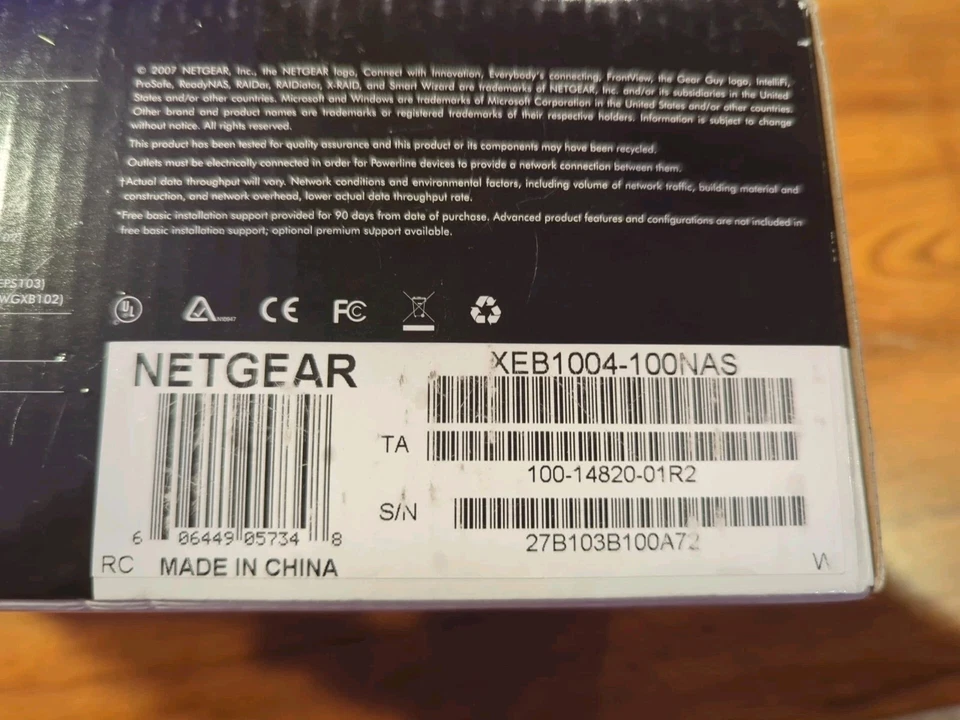 © 2007 NETGEAR, Inc., the NETGEAR logo, Connect with Innovation, Everybody's connecting, FrontView, the Gear Guy logo, IntelliFi,
ProSafe, ReadyNAS, RAIDar, RAIDiator, X-RAID, and Smart Wizard are trademarks of NETGEAR, Inc. and/or its subsidiaries in the United
States and/or other countries. Microsoft and Windows are trademarks of Microsoft Corporation in the United States and/or other countries.
Other brand and product names are trademarks or registered trademarks of their respective holders. Information is subject to change
without notice. All rights reserved.
This product has been tested for quality assurance and this product or its components may have been recycled.
Outlets must be electrically connected in order for Powerline devices to provide a network connection between them.
†Actual data throughput will vary. Network conditions and environmental factors, including volume of network traffic, building material and
construction, and network overhead, lower actual data throughput rate.
*Free basic installation support provided for 90 days from date of purchase. Advanced product features and configurations are not included in
free basic installation support; optional premium support available.
EPS103)
WGXB102)
UL N10947 CE FC
NETGEAR
XEB1004-100NAS
TA
100-14820-01R2
S/N
27B103B100A72
6 06449 05734 8
RC MADE IN CHINA
W